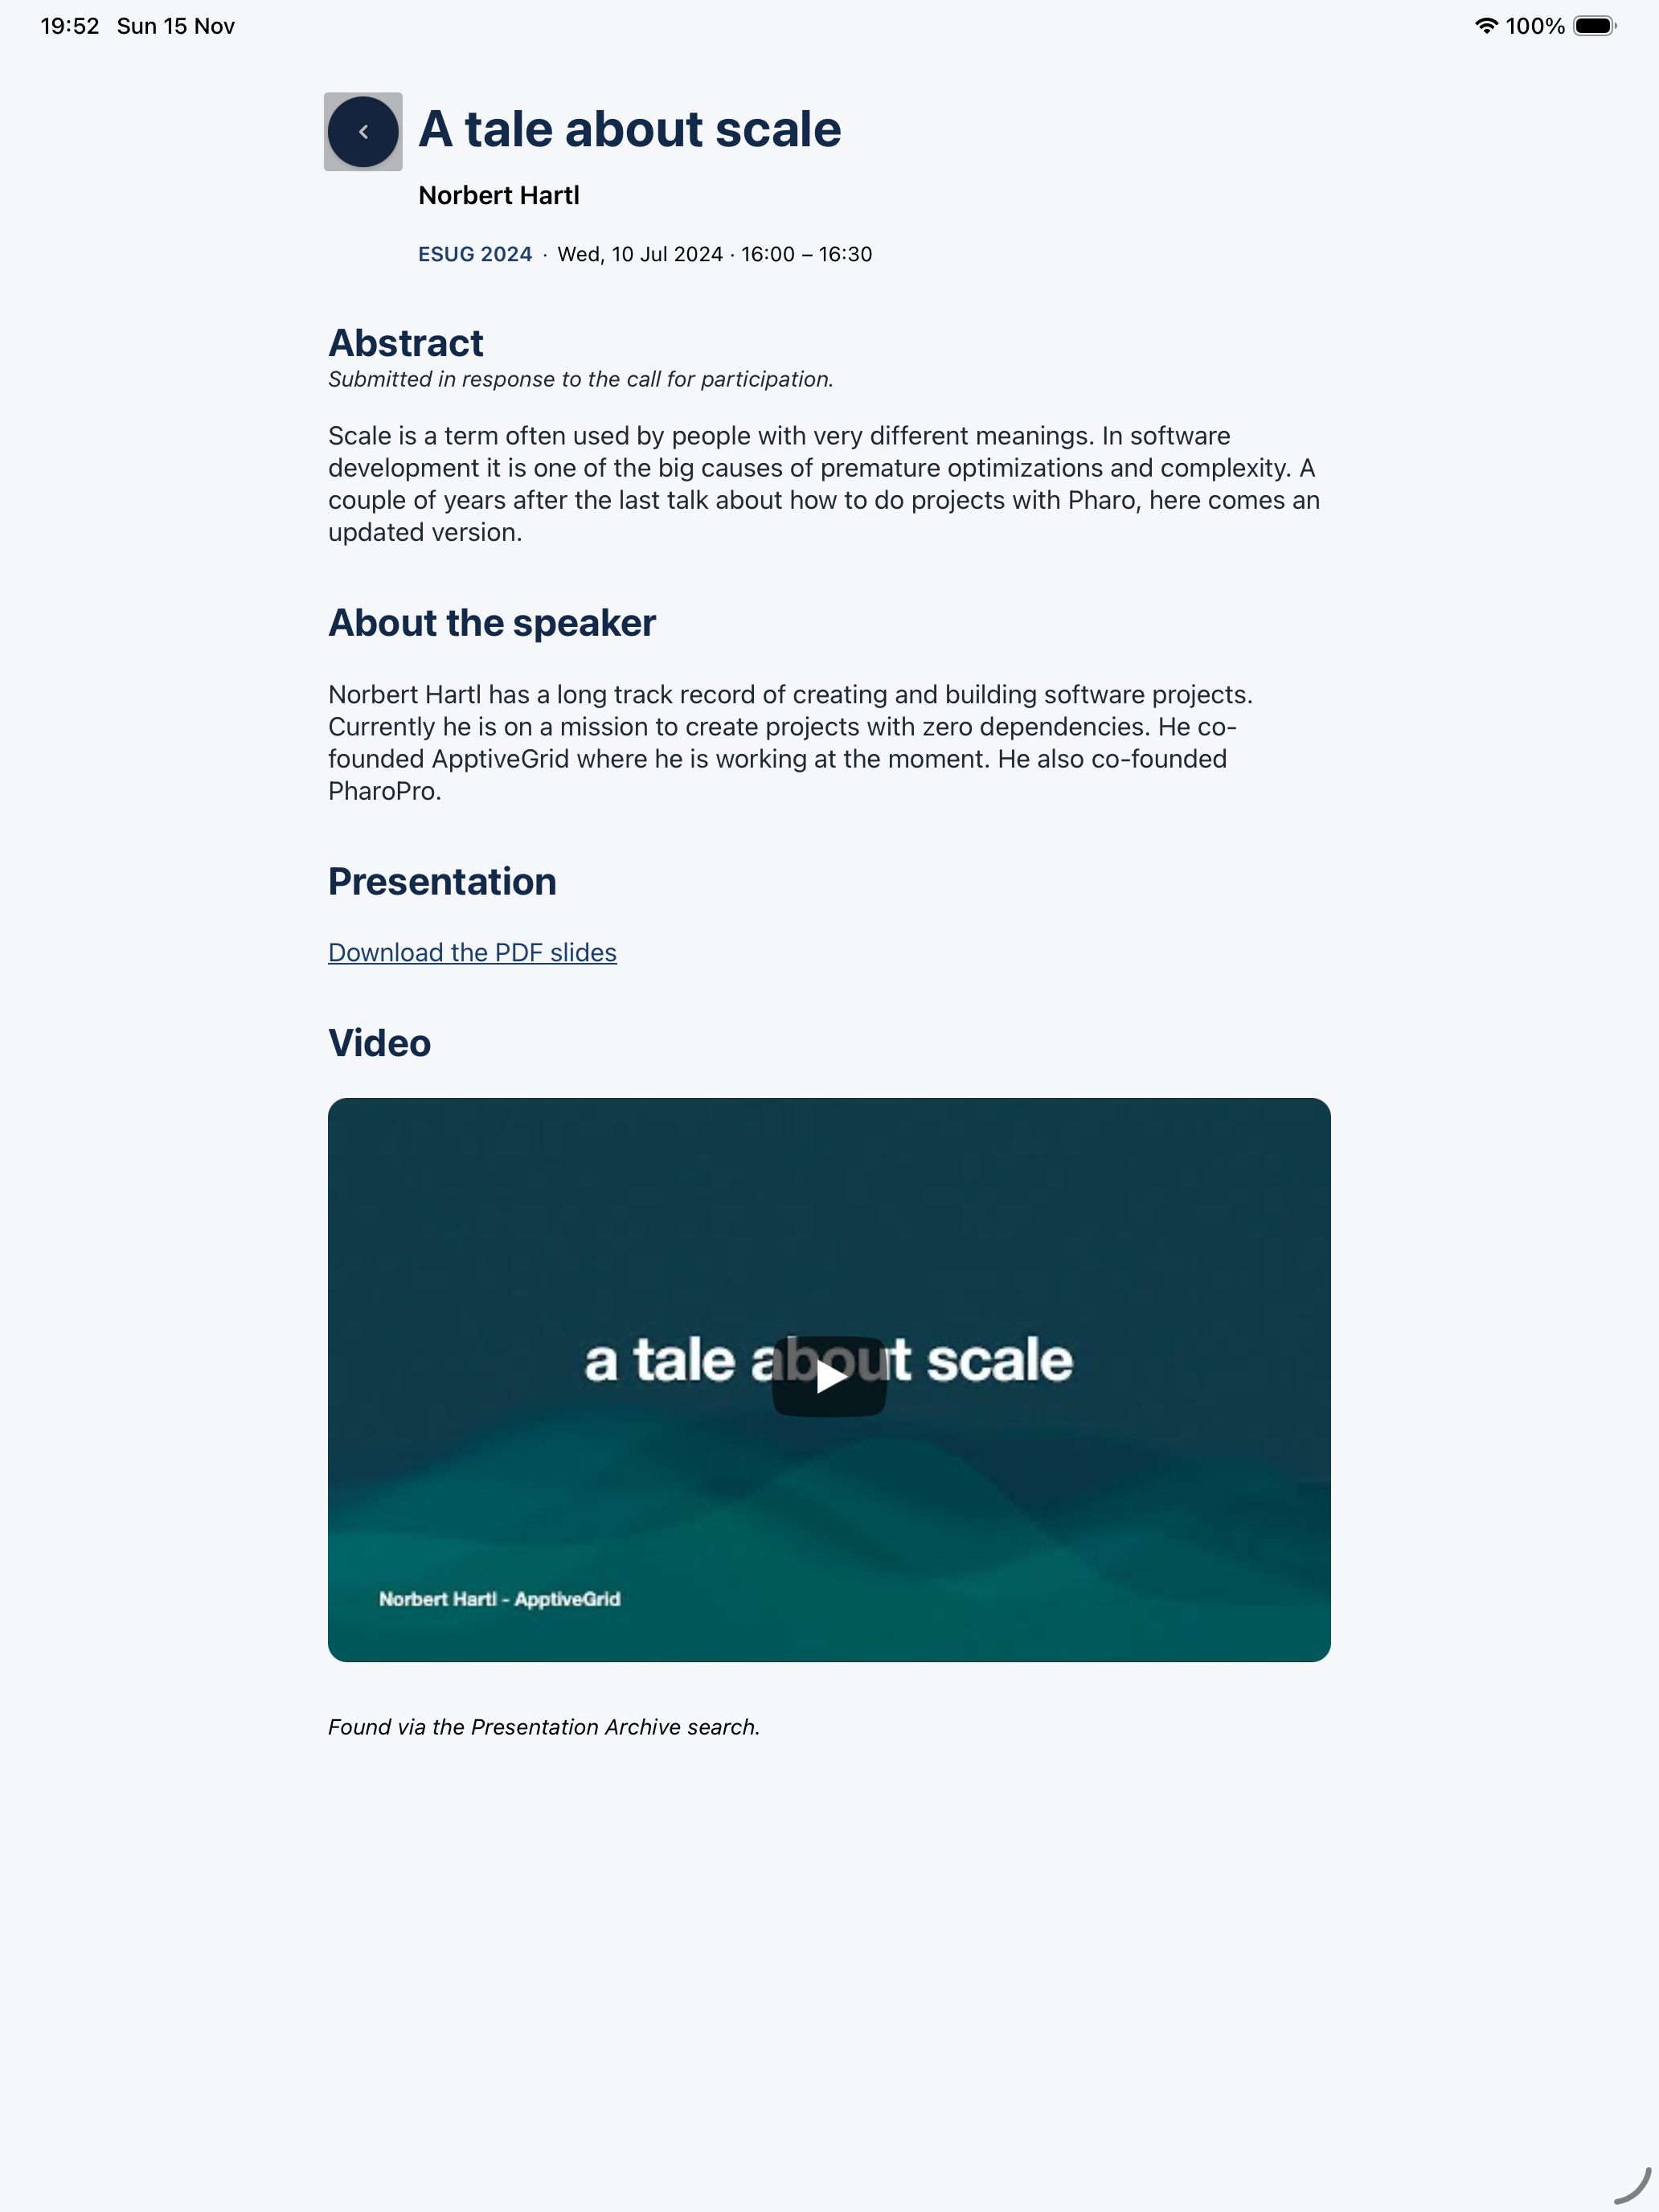 19:52 Sun 15 Nov
100%
A tale about scale
Norbert Hartl
ESUG 2024 · Wed, 10 Jul 2024 · 16:00 – 16:30
Abstract
Submitted in response to the call for participation.
Scale is a term often used by people with very different meanings. In software
development it is one of the big causes of premature optimizations and complexity. A
couple of years after the last talk about how to do projects with Pharo, here comes an
updated version.
About the speaker
Norbert Hartl has a long track record of creating and building software projects.
Currently he is on a mission to create projects with zero dependencies. He co-
founded ApptiveGrid where he is working at the moment. He also co-founded
PharoPro.
Presentation
Download the PDF slides
Video
a tale about scale
Norbert Hartl - ApptiveGrid
Found via the Presentation Archive search.